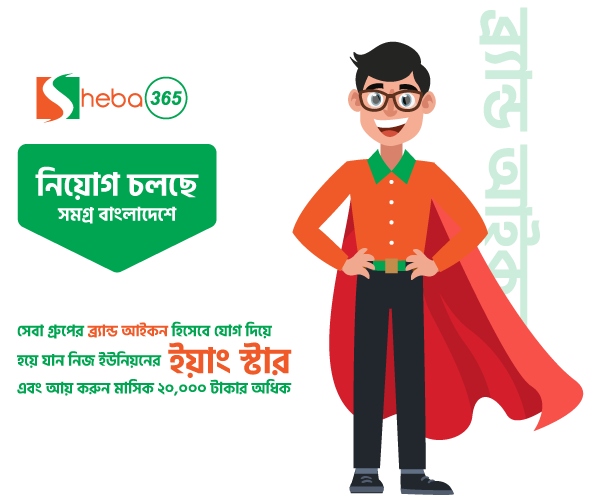 Sheba 365
নিয়োগ চলছে
সমগ্র বাংলাদেশে
সেবা গ্রুপের ব্র্যান্ড আইকন হিসেবে যোগ দিয়ে
হয়ে যান নিজ ইউনিয়নের ইয়াং স্টার
এবং আয় করুন মাসিক ২০,০০০ টাকার অধিক
ব্র্যান্ড আইকন